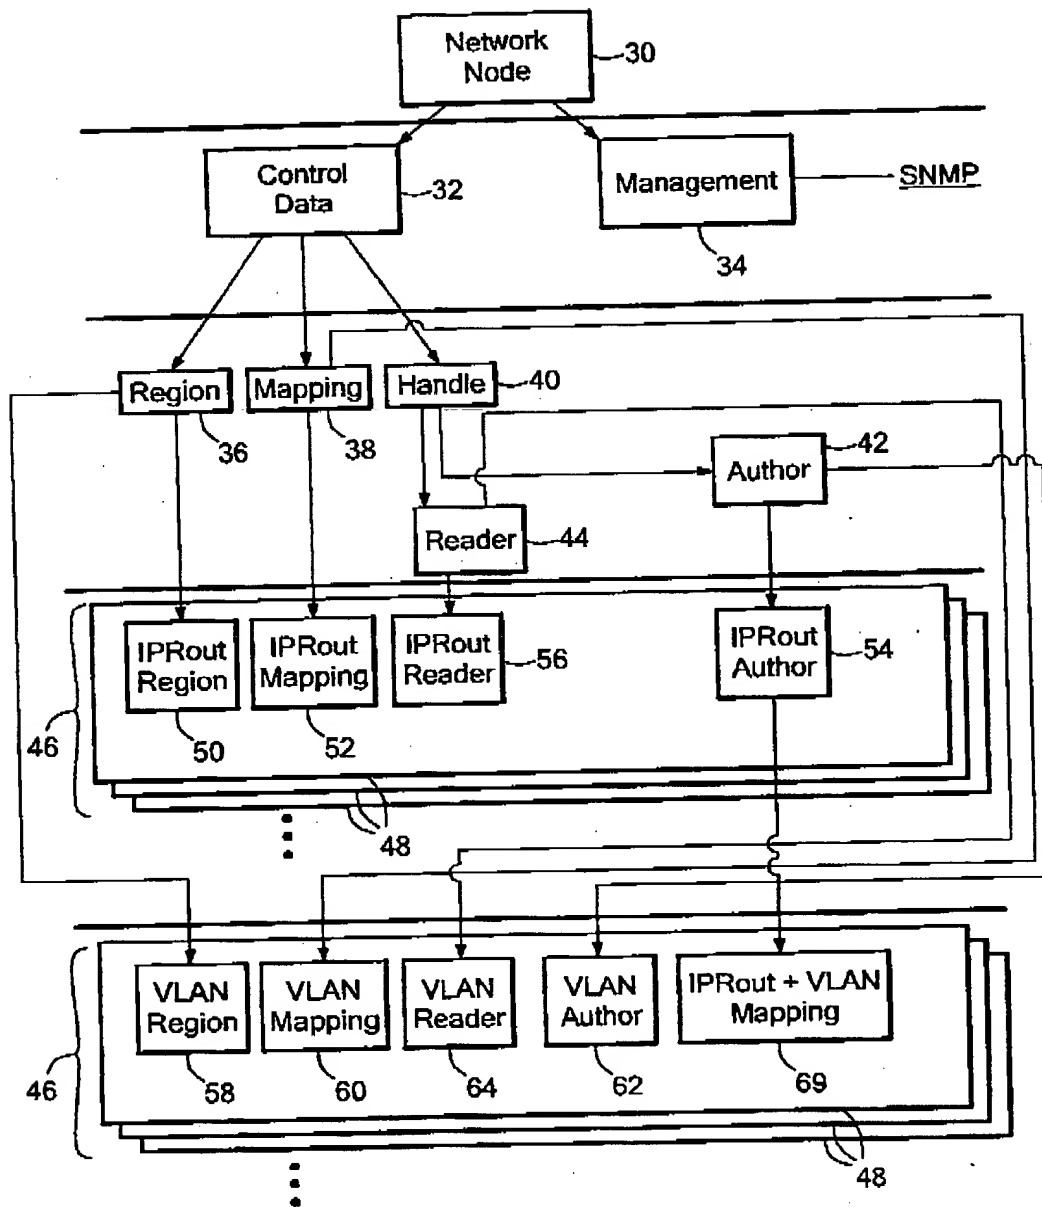 Network
Node
30
Control
Data
32
Management
SNMP
34
Region
Mapping
Handle
40
36
38
Author
42
Reader
44
46
IPRout
Region
IPRout
Mapping
IPRout
Reader
56
IPRout
Author
54
50
52
48
46
VLAN
Region
VLAN
Mapping
VLAN
Reader
VLAN
Author
IPRout + VLAN
Mapping
58
60
64
62
69
48